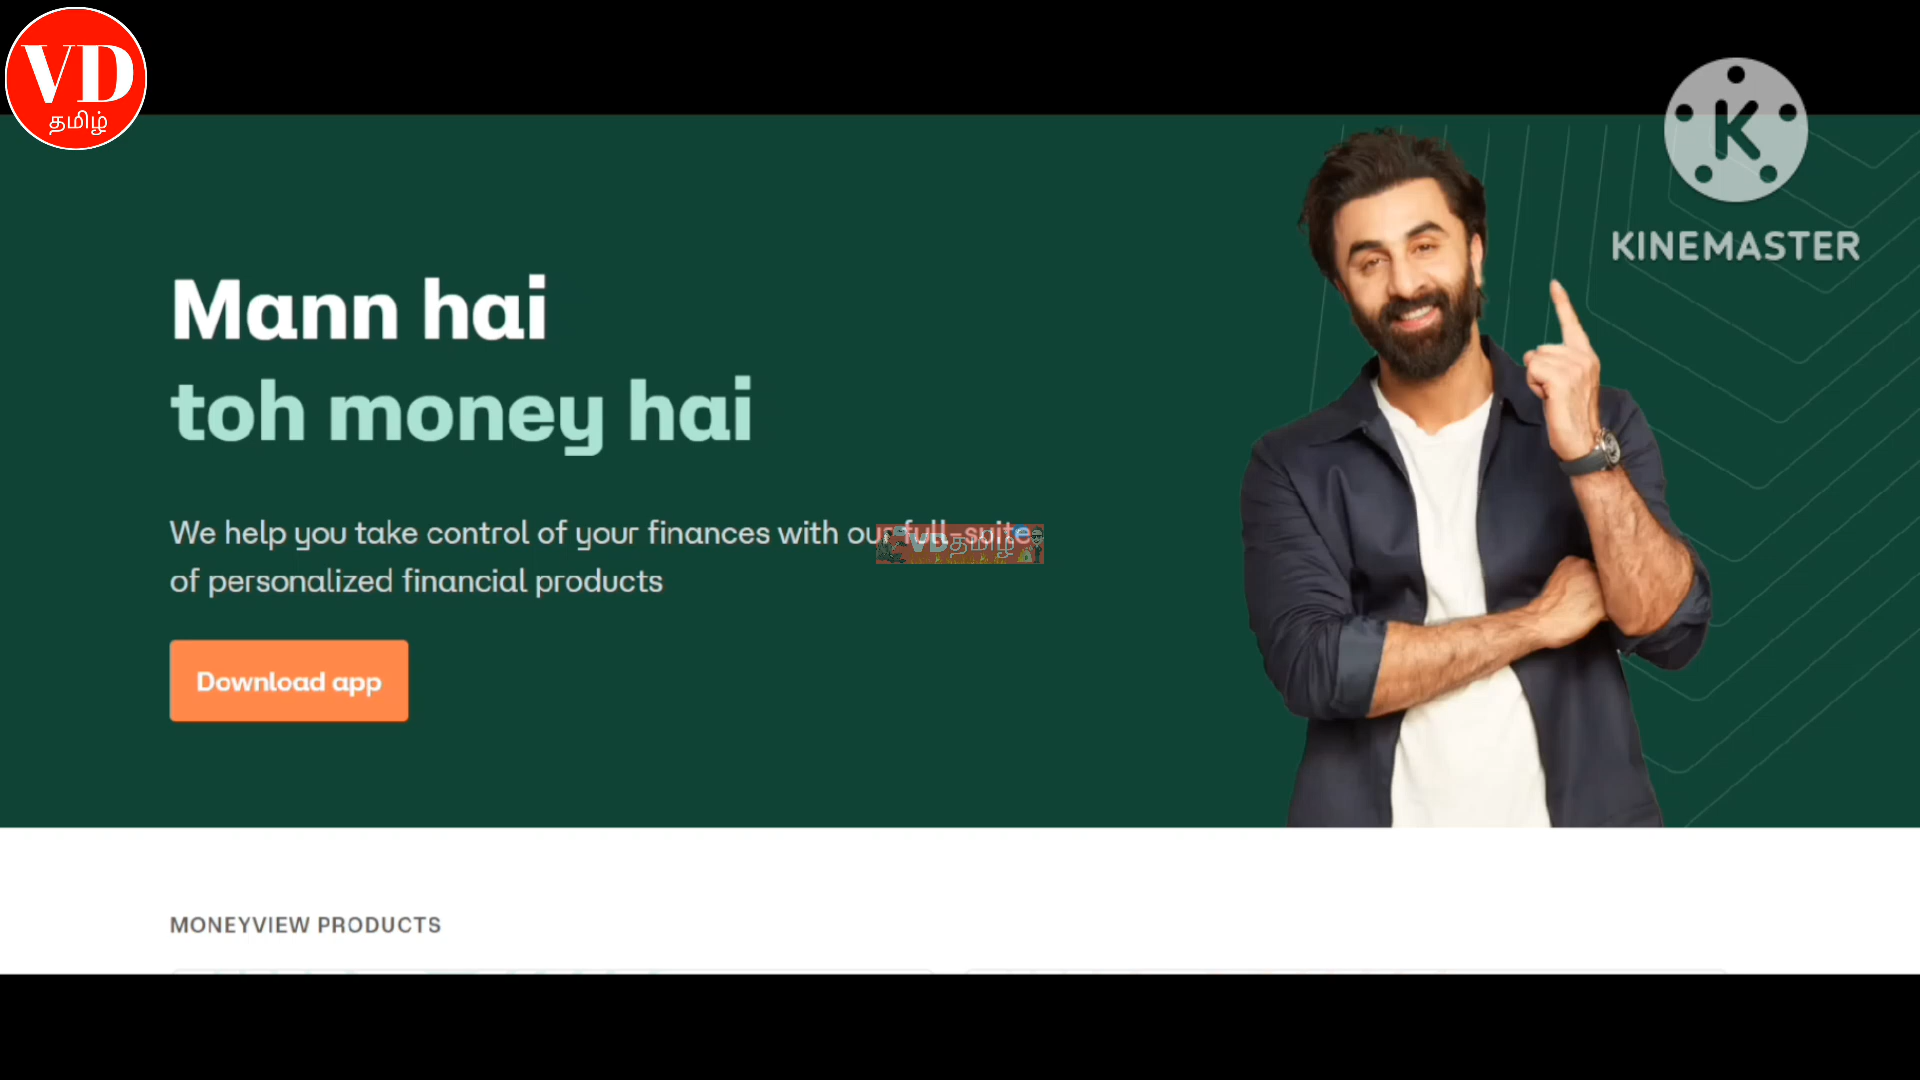 VD
தமிழ்
KINEMASTER
Mann hai
toh money hai
We help you take control of your finances with our full-suite
of personalized financial products
VDதமிழ்
Download app
MONEYVIEW PRODUCTS